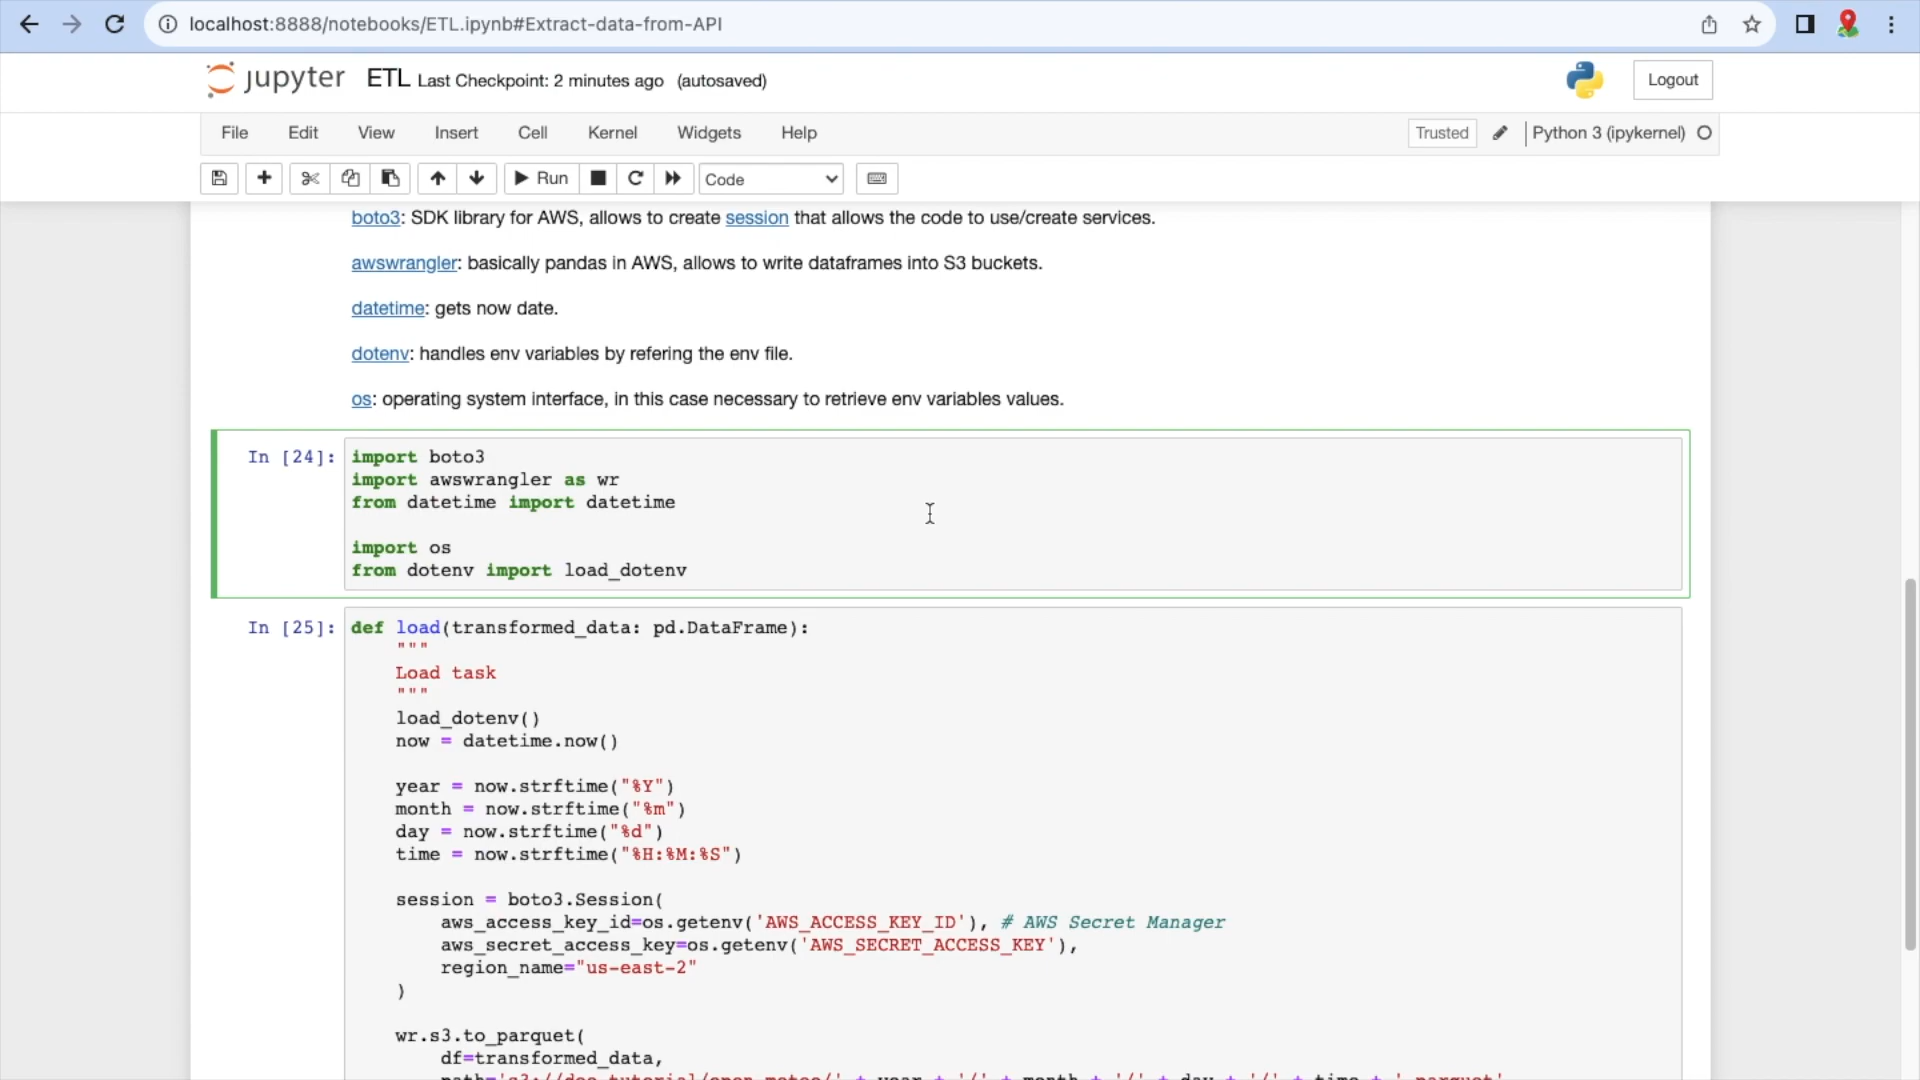 localhost:8888/notebooks/ETL.ipynb#Extract-data-from-API
jupyter ETL Last Checkpoint: 2 minutes ago (autosaved)
Logout
File Edit View Insert Cell Kernel Widgets Help
Trusted Python 3 (ipykernel)
Run Code
boto3: SDK library for AWS, allows to create session that allows the code to use/create services.
awswrangler: basically pandas in AWS, allows to write dataframes into S3 buckets.
datetime: gets now date.
dotenv: handles env variables by refering the env file.
os: operating system interface, in this case necessary to retrieve env variables values.
In [24]: import boto3
import awswrangler as wr
from datetime import datetime
import os
from dotenv import load_dotenv
In [25]: def load(transformed_data: pd.DataFrame):
"""
Load task
"""
load_dotenv()
now = datetime.now()
year = now.strftime("%Y")
month = now.strftime("%m")
day = now.strftime("%d")
time = now.strftime("%H:%M:%S")
session = boto3.Session(
aws_access_key_id=os.getenv('AWS_ACCESS_KEY_ID'), # AWS Secret Manager
aws_secret_access_key=os.getenv('AWS_SECRET_ACCESS_KEY'),
region_name="us-east-2"
)
wr.s3.to_parquet(
df=transformed_data,
+ year + '/' + month + '/' + day + '/' + time +